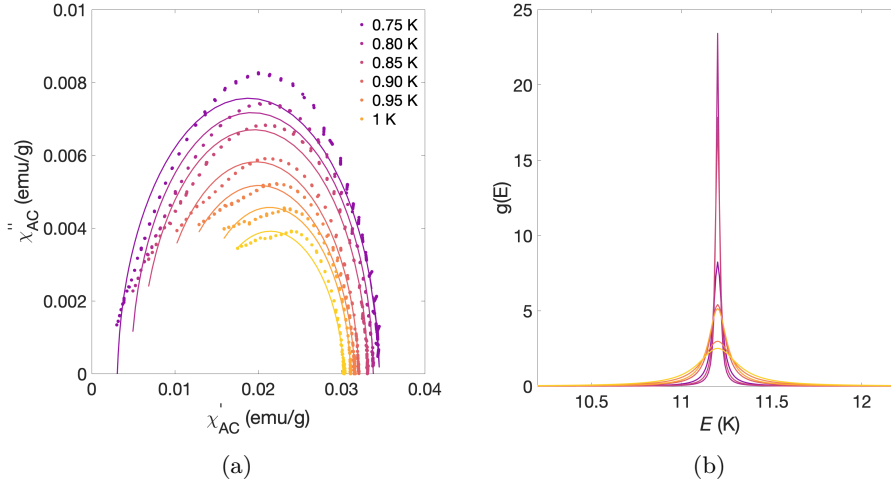 0.01
0.008
0.006
0.004
0.002
0
0
0.01
0.02
0.03
0.04
χ''AC (emu/g)
χ'AC (emu/g)
0.75 K
0.80 K
0.85 K
0.90 K
0.95 K
1 K
(a)
25
20
15
10
5
0
10.5
11
11.5
12
g(E)
E (K)
(b)